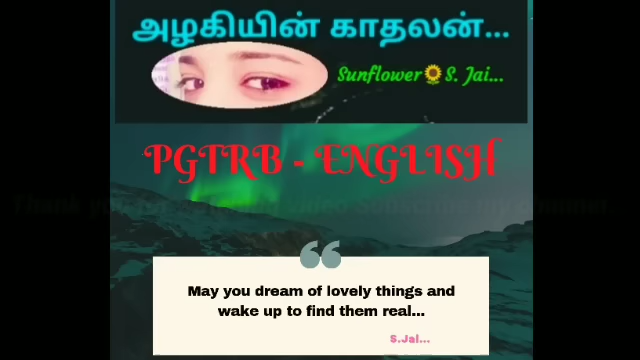 அழகியின் காதலன்...
Sunflower🌻S. Jai...
PGTRB - ENGLISH
May you dream of lovely things and
wake up to find them real...
S.Jai...